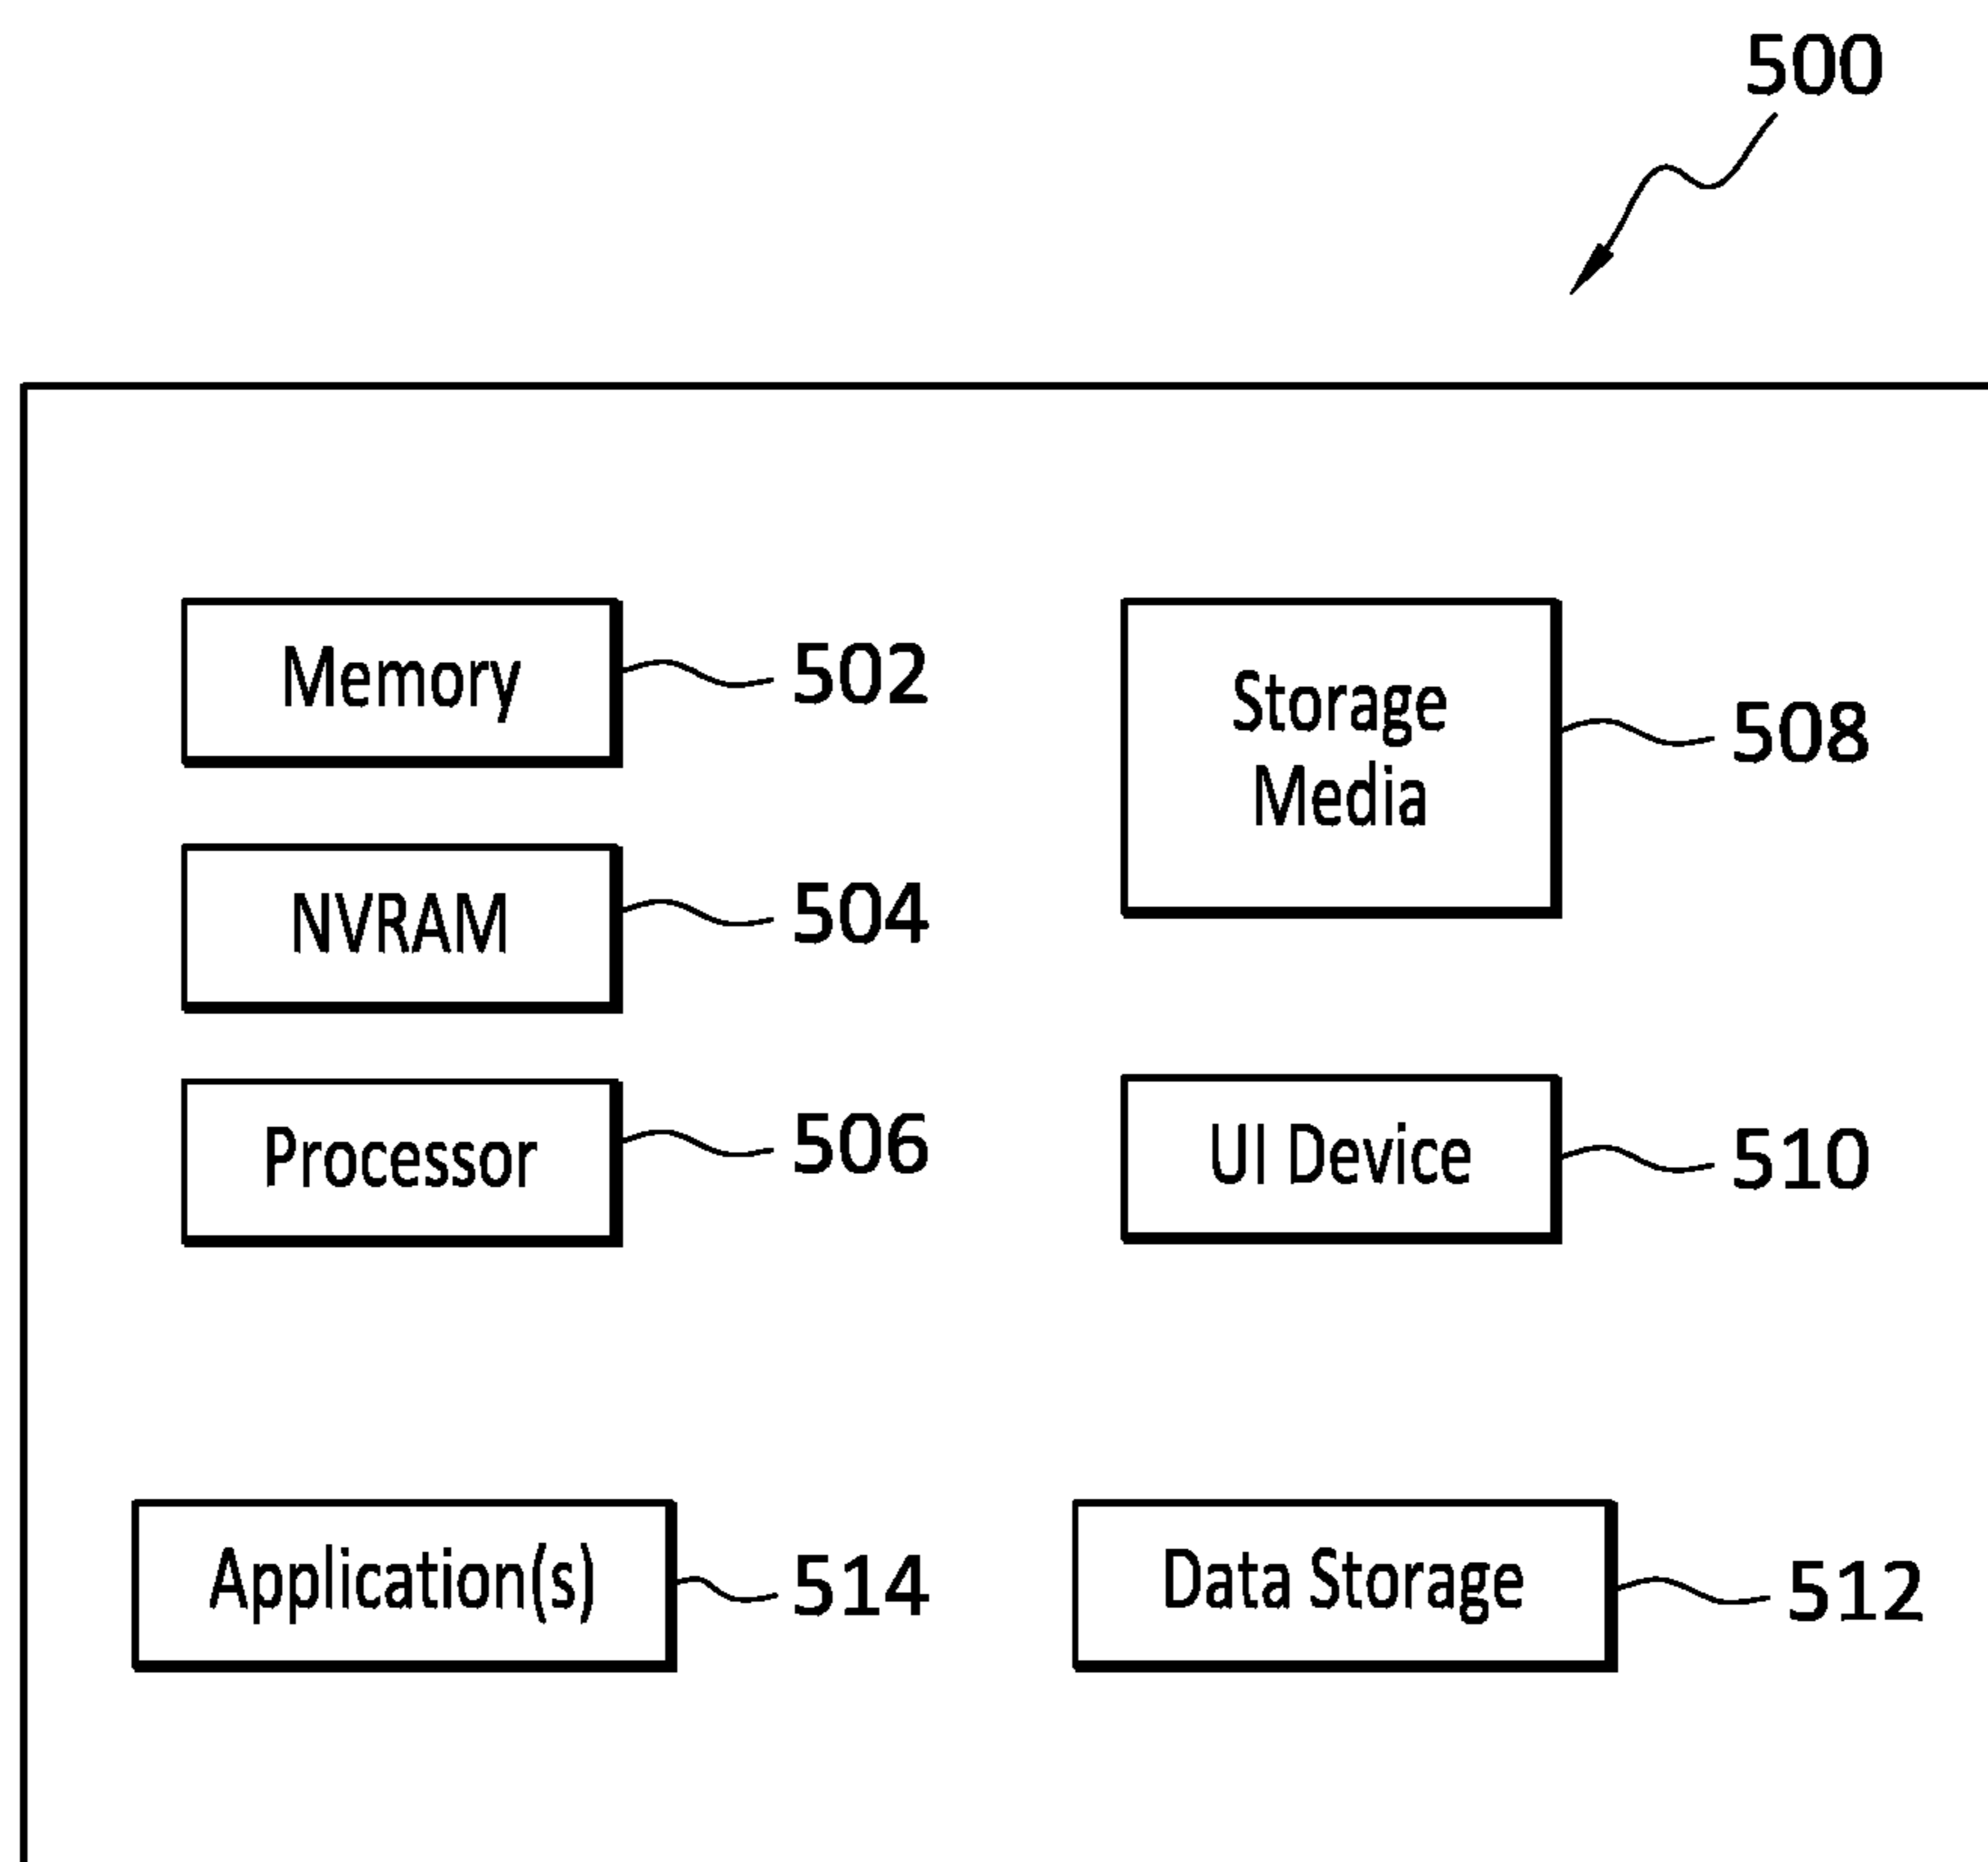 500
Memory
502
NVRAM
504
Processor
506
Storage
Media
508
UI Device
510
Application(s)
514
Data Storage
512